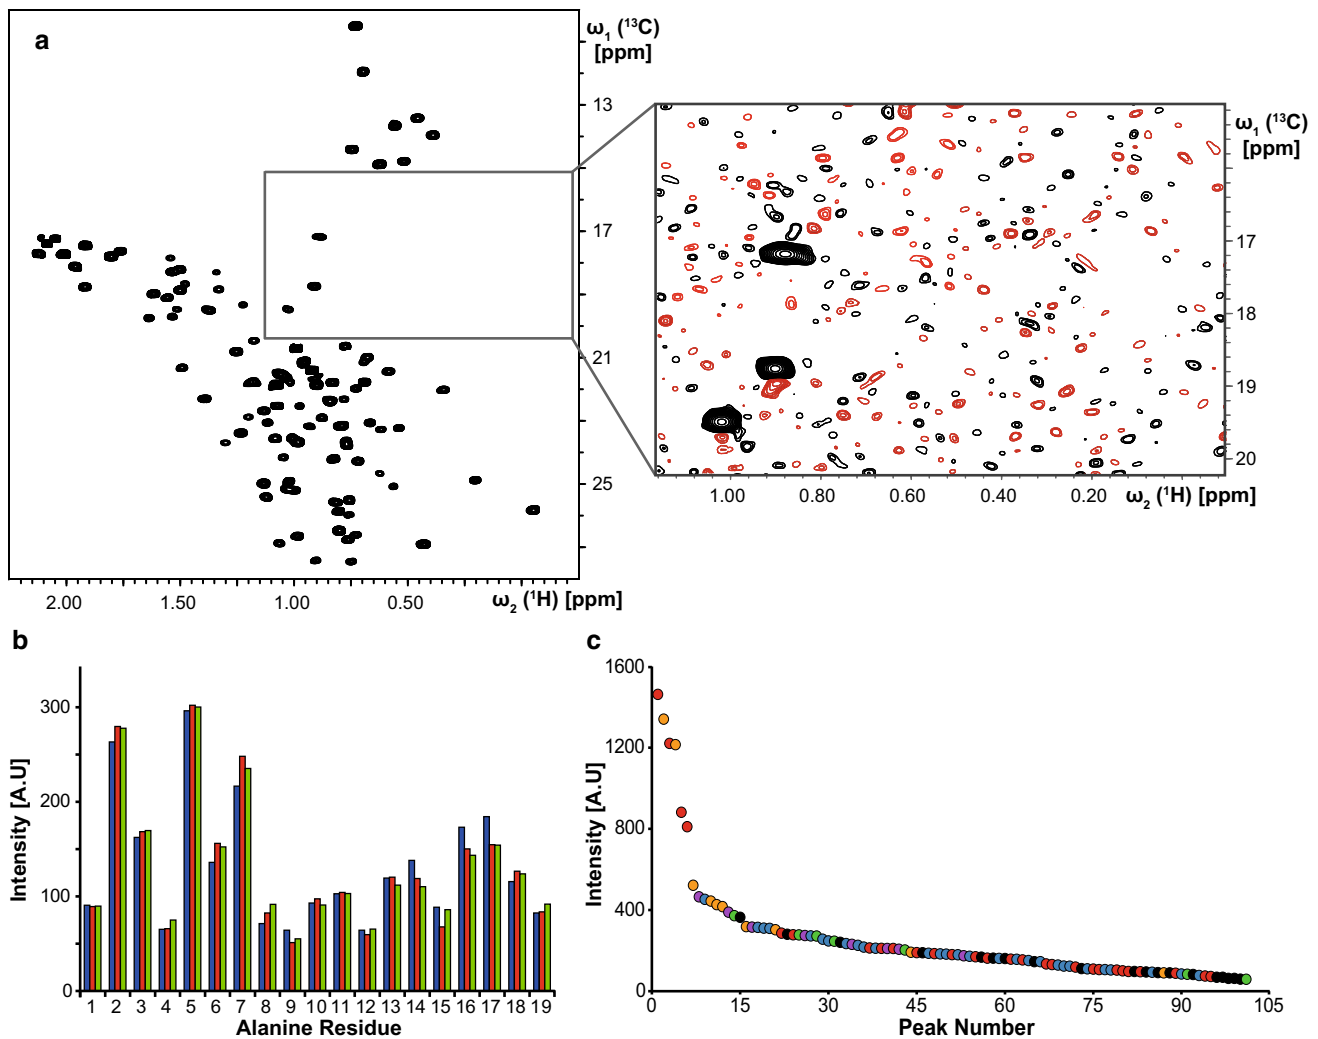 a
ω1 (13C)
[ppm]
13
17
21
25
2.00 1.50 1.00 0.50 ω2 (1H) [ppm]
ω1 (13C)
[ppm]
17
18
19
20
1.00 0.80 0.60 0.40 0.20 ω2 (1H) [ppm]
b
Intensity [A.U]
300
200
100
0
1 2 3 4 5 6 7 8 9 10 11 12 13 14 15 16 17 18 19
Alanine Residue
c
Intensity [A.U]
1600
1200
800
400
0
0 15 30 45 60 75 90 105
Peak Number